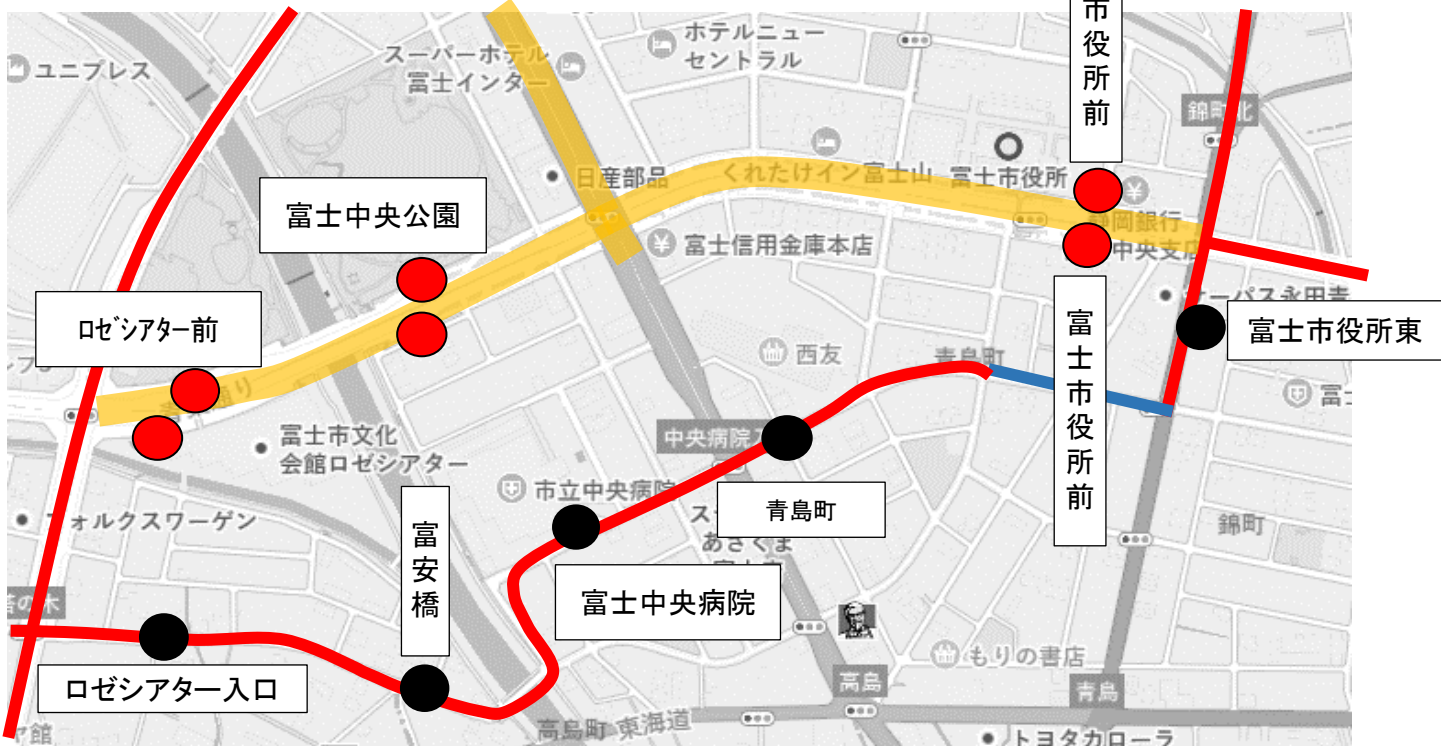 市役所前
ホテルニュー
セントラル
スーパーホテル
富士インター
ユニプレス
錦町北
日産部品
くれたけイン富士山
富士市役所
静岡銀行
中央支店
富士中央公園
富士信用金庫本店
ロゼシアター前
富士市役所東
西友
青島町
富士市役所前
富士市文化
会館ロゼシアター
中央病院
市立中央病院
青島町
フォルクスワーゲン
富安橋
あさくま
錦町
富士中央病院
ロゼシアター入口
もりの書店
高島
青島
高島町 東海道
トヨタカローラ